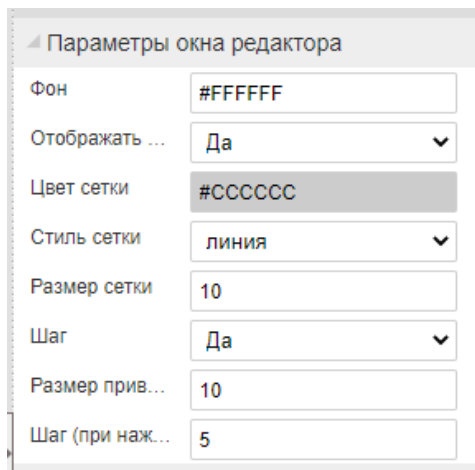 Параметры окна редактора
Фон #FFFFFF
Отображать ... Да
Цвет сетки #CCCCCC
Стиль сетки линия
Размер сетки 10
Шаг Да
Размер прив... 10
Шаг (при наж... 5